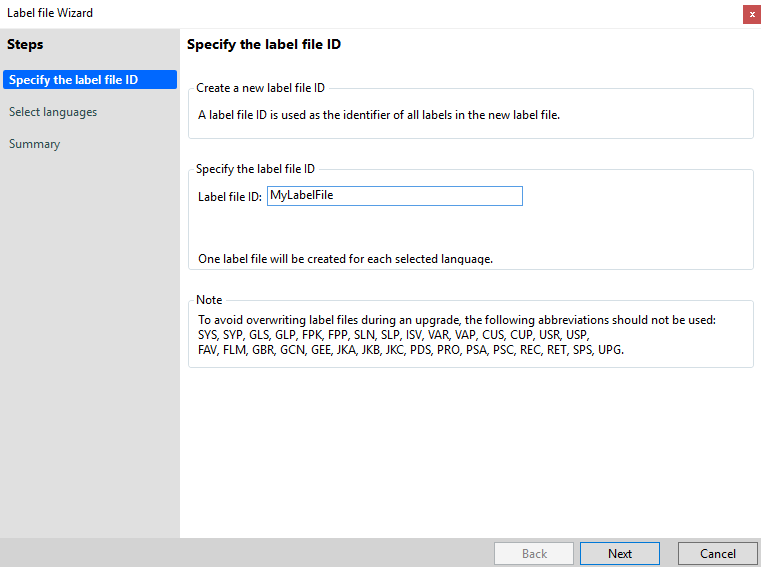 Label file Wizard
x
Steps
Specify the label file ID
Select languages
Summary
Specify the label file ID
Create a new label file ID
A label file ID is used as the identifier of all labels in the new label file.
Specify the label file ID
Label file ID: MyLabelFile
One label file will be created for each selected language.
Note
To avoid overwriting label files during an upgrade, the following abbreviations should not be used:
SYS, SYP, GLS, GLP, FPK, FPP, SLN, SLP, ISV, VAR, VAP, CUS, CUP, USR, USP,
FAV, FLM, GBR, GCN, GEE, JKA, JKB, JKC, PDS, PRO, PSA, PSC, REC, RET, SPS, UPG.
Back Next Cancel